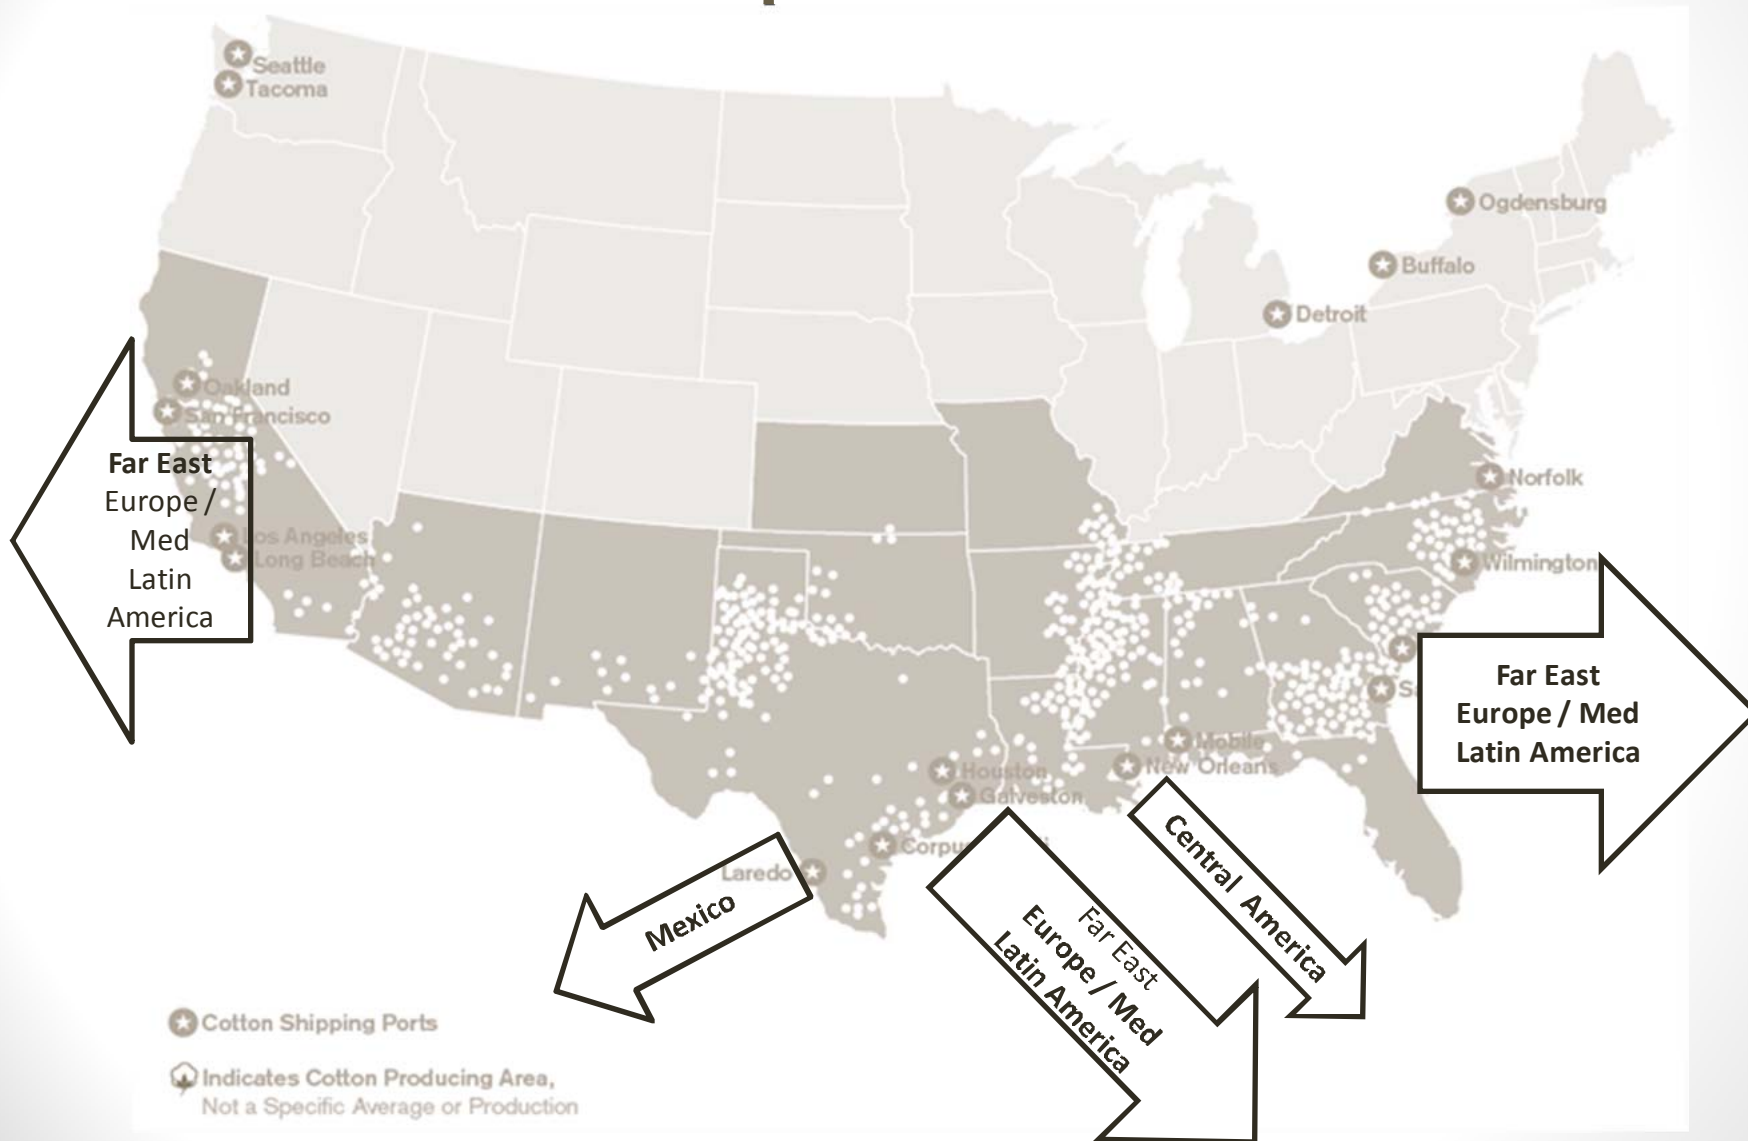 Seattle
Tacoma
Ogdensburg
Buffalo
Detroit
Oakland
San Francisco
Far East
Europe /
Med
Latin
America
Los Angeles
Long Beach
Norfolk
Wilmington
Far East
Europe / Med
Latin America
Mobile
New Orleans
Houston
Galveston
Laredo
Mexico
Central America
Far East
Europe / Med
Latin America
Cotton Shipping Ports
Indicates Cotton Producing Area,
Not a Specific Average or Production